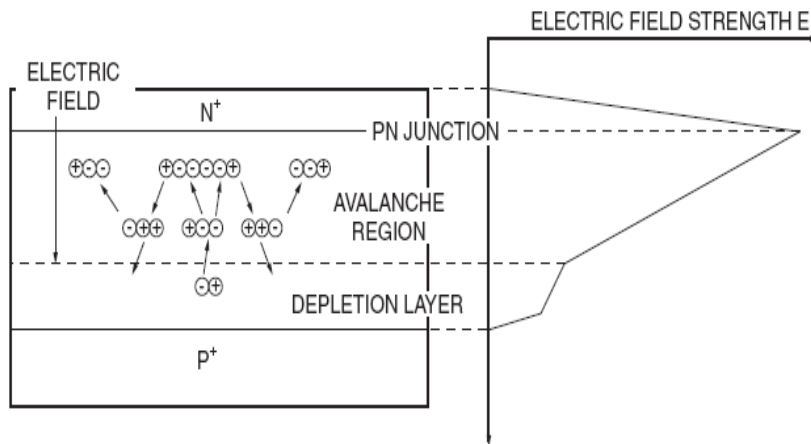 ELECTRIC FIELD STRENGTH E
ELECTRIC
FIELD
N+
PN JUNCTION
+-- +----+ --+
AVALANCHE
REGION
-++ +-- ++-
-+
DEPLETION LAYER
P+